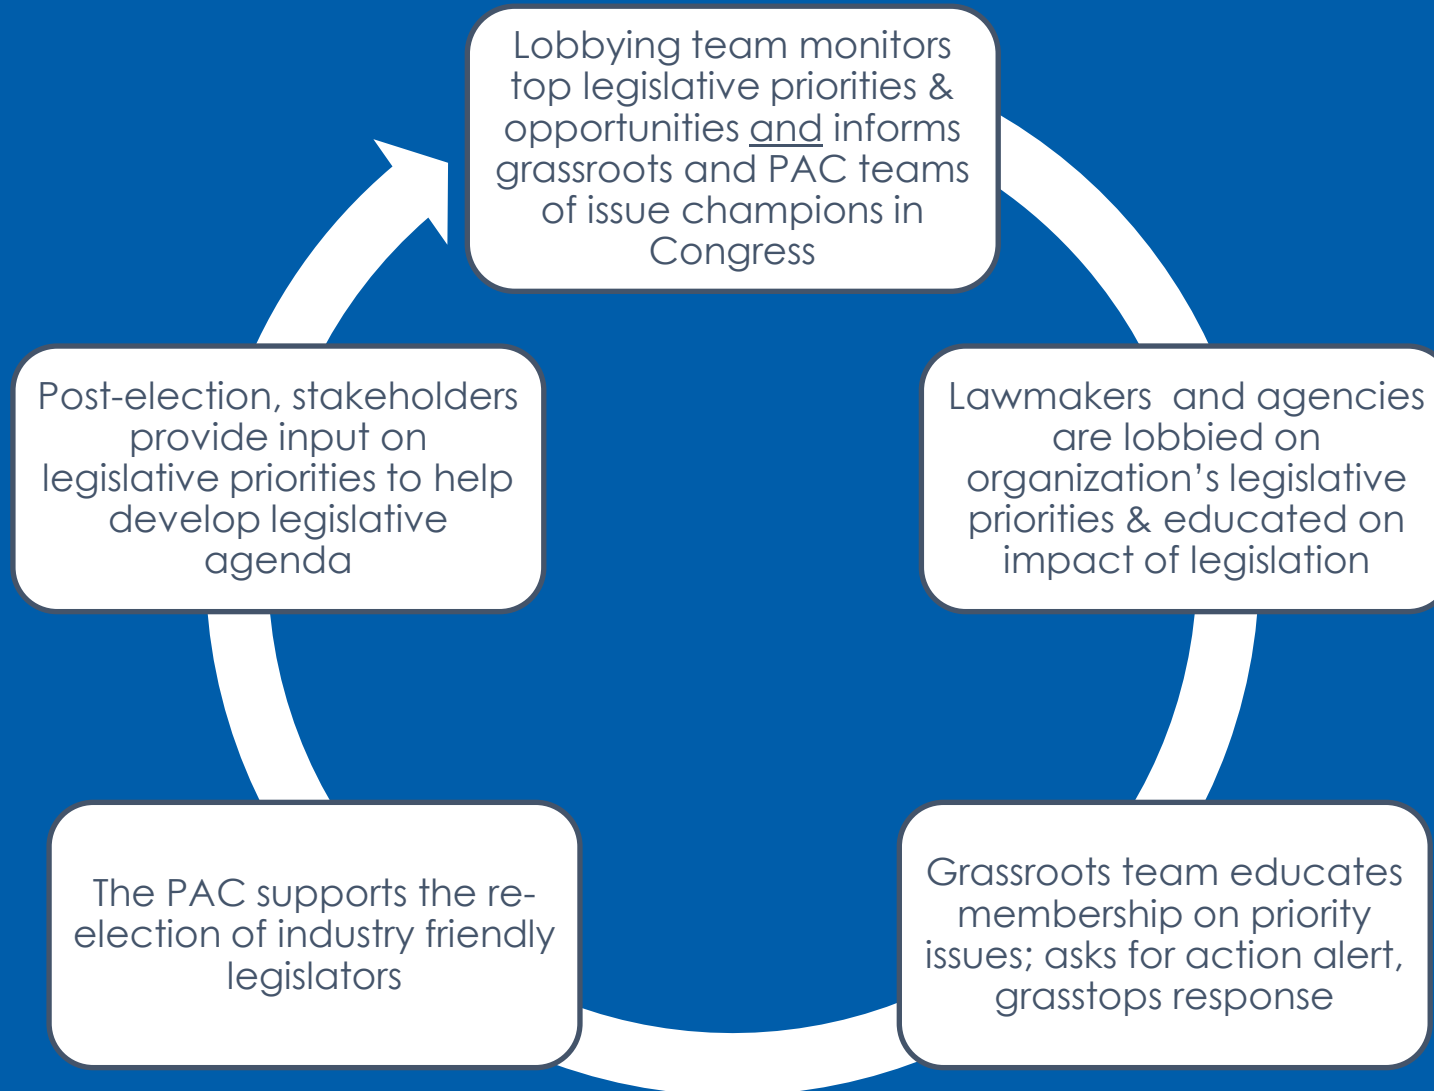 Lobbying team monitors
top legislative priorities &
opportunities and informs
grassroots and PAC teams
of issue champions in
Congress
Lawmakers  and agencies
are lobbied on
organization’s legislative
priorities & educated on
impact of legislation
Grassroots team educates
membership on priority
issues; asks for action alert,
grasstops response
The PAC supports the re-
election of industry friendly
legislators
Post-election, stakeholders
provide input on
legislative priorities to help
develop legislative
agenda